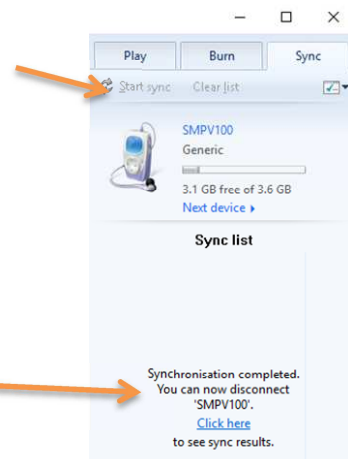 Play Burn Sync
Start sync Clear list
SMPV100
Generic
3.1 GB free of 3.6 GB
Next device
Sync list
Synchronisation completed.
You can now disconnect
'SMPV100'.
Click here
to see sync results.